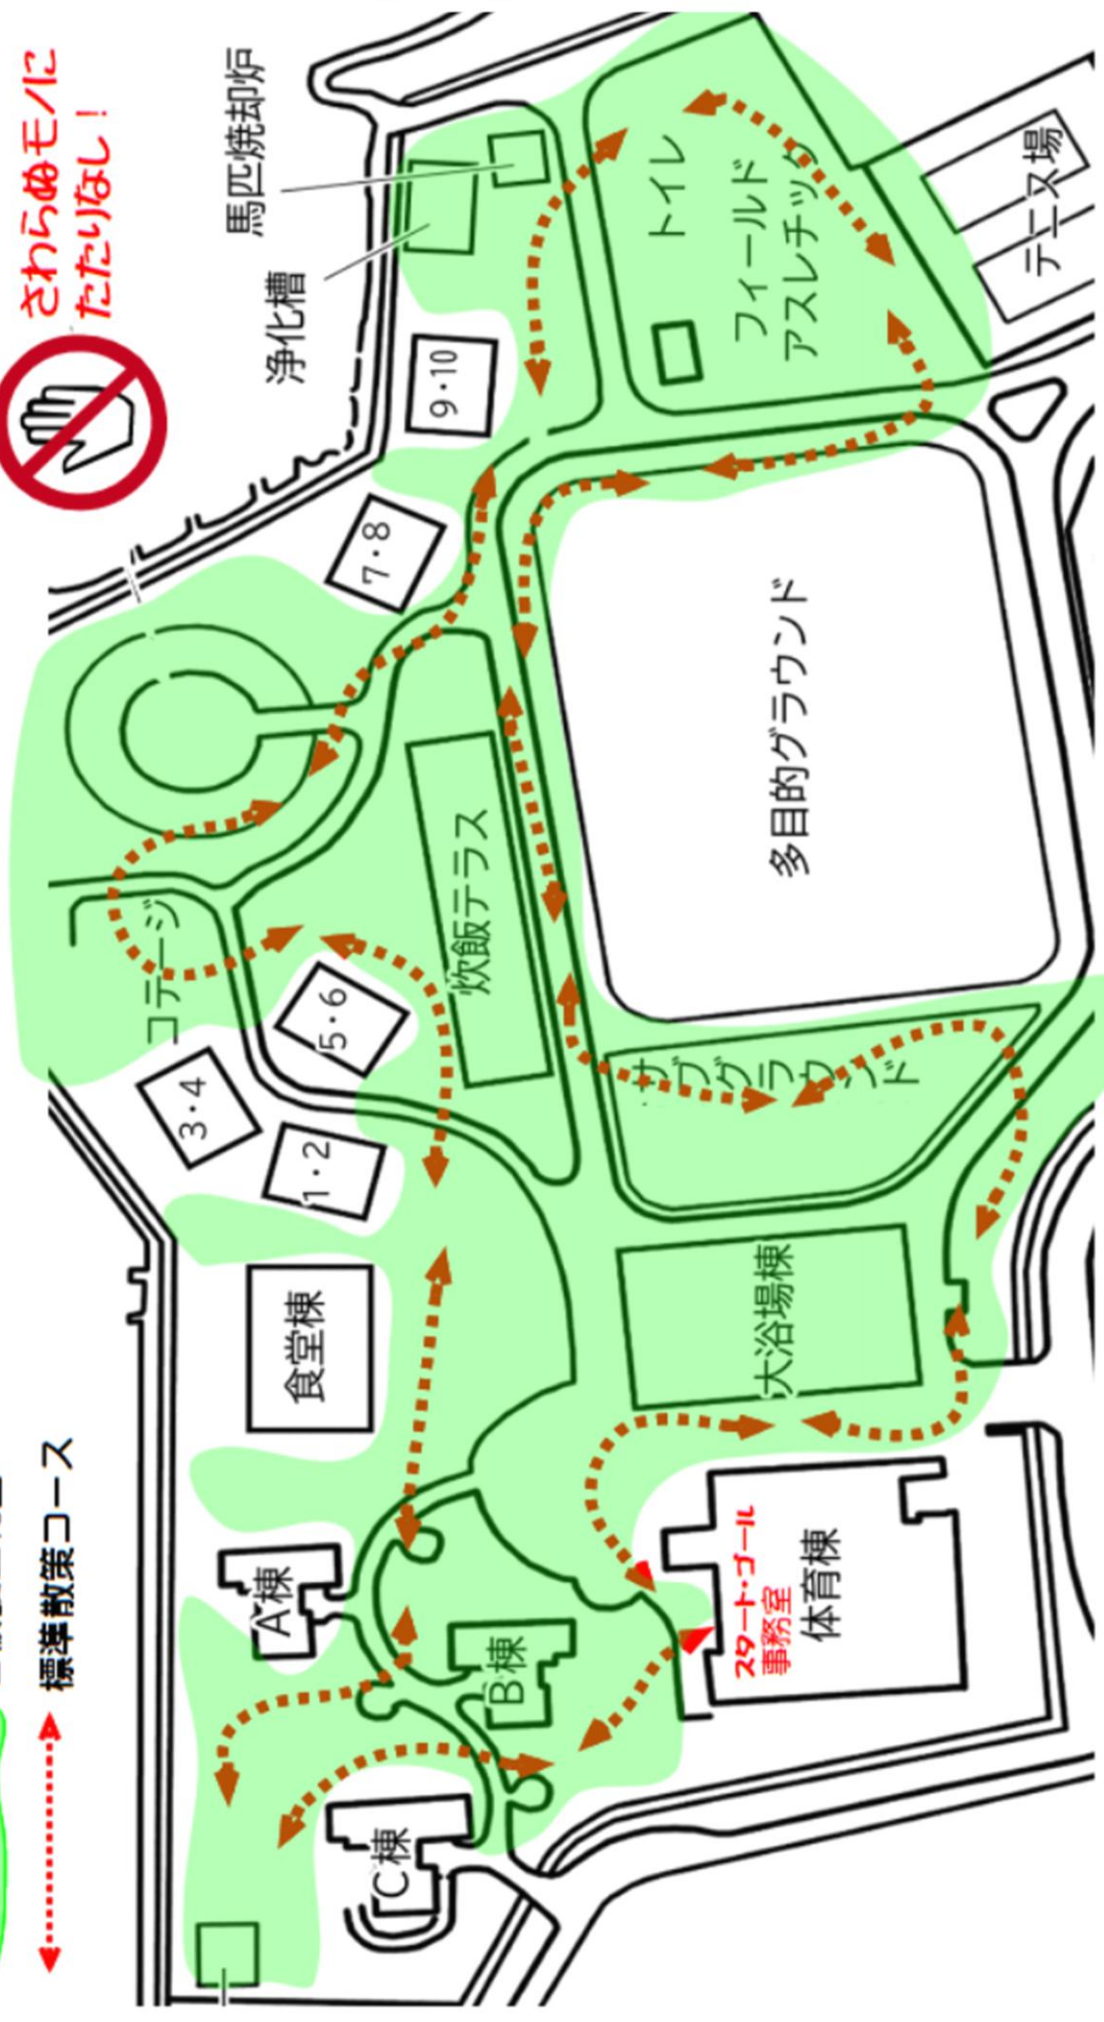 さわらぬモノに
たたりなし!
標準散策コース
馬匹焼却炉
浄化槽
9・10
7・8
トイレ
フィールド
アスレチック
テニス場
多目的グラウンド
炊飯テラス
コテージ
5・6
3・4
1・2
サブグラウンド
食堂棟
大浴場棟
A棟
B棟
C棟
スタート・ゴール
事務室
体育棟